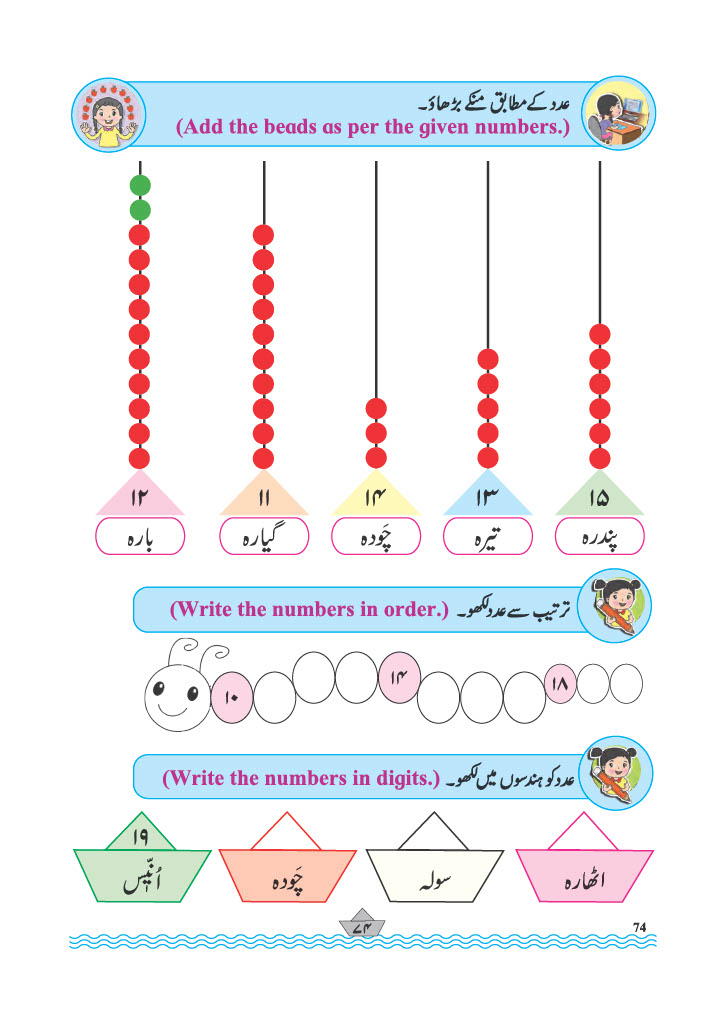 عدد کے مطابق منکے بڑھاؤ۔
(Add the beads as per the given numbers.)
۱۵ ۱۳ ۱۴ ۱۱ ۱۲
پندرہ تیرہ چَودہ گیارہ بارہ
ترتیب سے عدد لکھو۔ (Write the numbers in order.)
۱۰ ۱۴ ۱۸
عدد کو ہندسوں میں لکھو۔ (Write the numbers in digits.)
۱۹
اٹھارہ سولہ چَودہ اُنّیس
۷۴
74